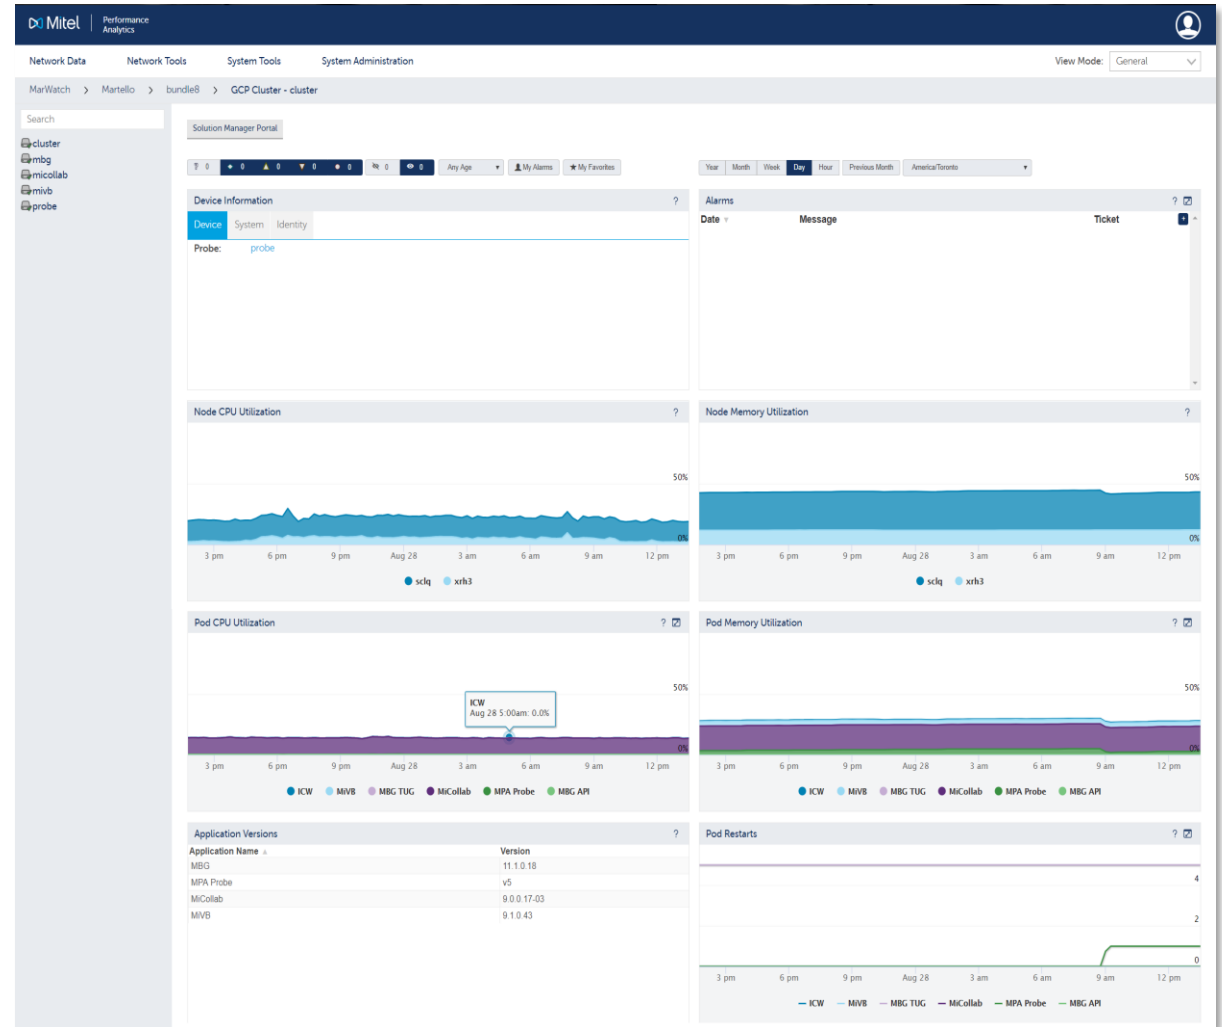 Mitel | Performance Analytics
Network Data Network Tools System Tools System Administration View Mode: General
MarWatch > Martello > bundle8 > GCP Cluster - cluster
Search
cluster
mbg
micollab
mivb
probe
Solution Manager Portal
0 0 0 0 0 0 0 Any Age My Alarms My Favorites
Year Month Week Day Hour Previous Month America/Toronto
Device Information ?
Device System Identity
Probe: probe
Alarms ?
Date Message Ticket +
Node CPU Utilization ?
50%
0%
3 pm 6 pm 9 pm Aug 28 3 am 6 am 9 am 12 pm
sclq xrh3
Node Memory Utilization ?
50%
0%
3 pm 6 pm 9 pm Aug 28 3 am 6 am 9 am 12 pm
sclq xrh3
Pod CPU Utilization ?
50%
ICW
Aug 28 5:00am: 0.0%
0%
3 pm 6 pm 9 pm Aug 28 3 am 6 am 9 am 12 pm
ICW MiVB MBG TUG MiCollab MPA Probe MBG API
Pod Memory Utilization ?
50%
0%
3 pm 6 pm 9 pm Aug 28 3 am 6 am 9 am 12 pm
ICW MiVB MBG TUG MiCollab MPA Probe MBG API
Application Versions ?
Application Name Version
MBG 11.1.0.18
MPA Probe v5
MiCollab 9.0.0.17-03
MiVB 9.1.0.43
Pod Restarts ?
4
2
0
3 pm 6 pm 9 pm Aug 28 3 am 6 am 9 am 12 pm
ICW MiVB MBG TUG MiCollab MPA Probe MBG API